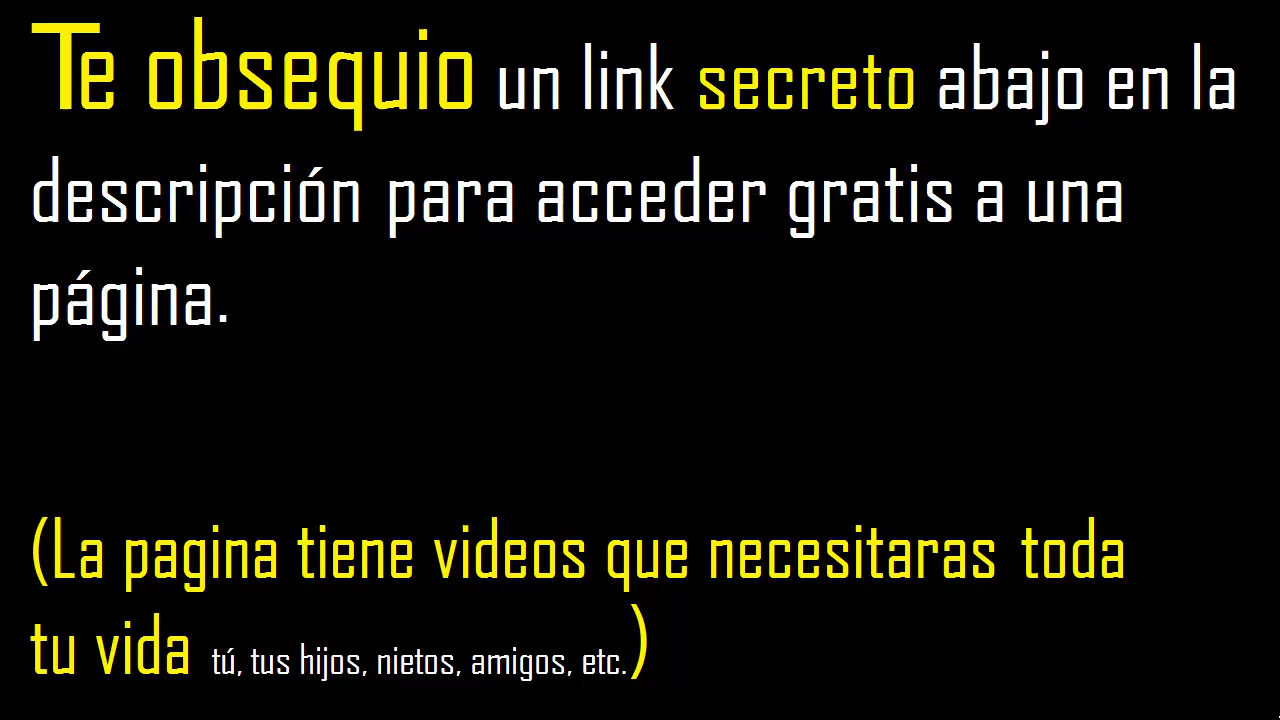 Te obsequio un link secreto abajo en la
descripción para acceder gratis a una
página.
(La pagina tiene videos que necesitaras toda
tu vida tú, tus hijos, nietos, amigos, etc.)